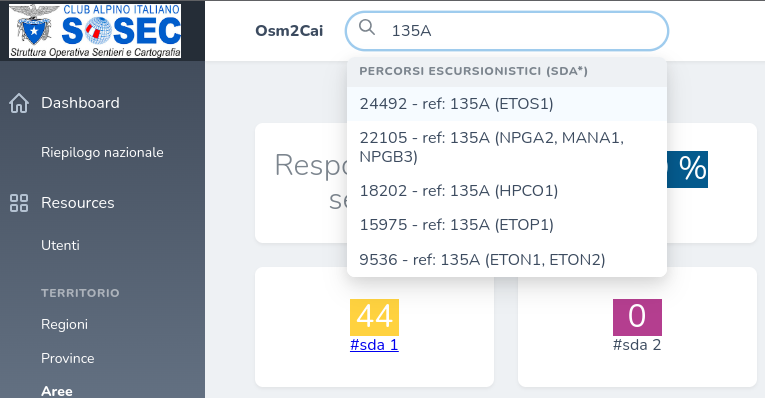 CLUB ALPINO ITALIANO
SOSEC
Struttura Operativa Sentieri e Cartografia
Osm2Cai
135A
PERCORSI ESCURSIONISTICI (SDA*)
24492 - ref: 135A (ETOS1)
22105 - ref: 135A (NPGA2, MANA1,
NPGB3)
18202 - ref: 135A (HPCO1)
15975 - ref: 135A (ETOP1)
9536 - ref: 135A (ETON1, ETON2)
Dashboard
Riepilogo nazionale
Resources
Utenti
TERRITORIO
Regioni
Province
Aree
%
44
#sda 1
0
#sda 2